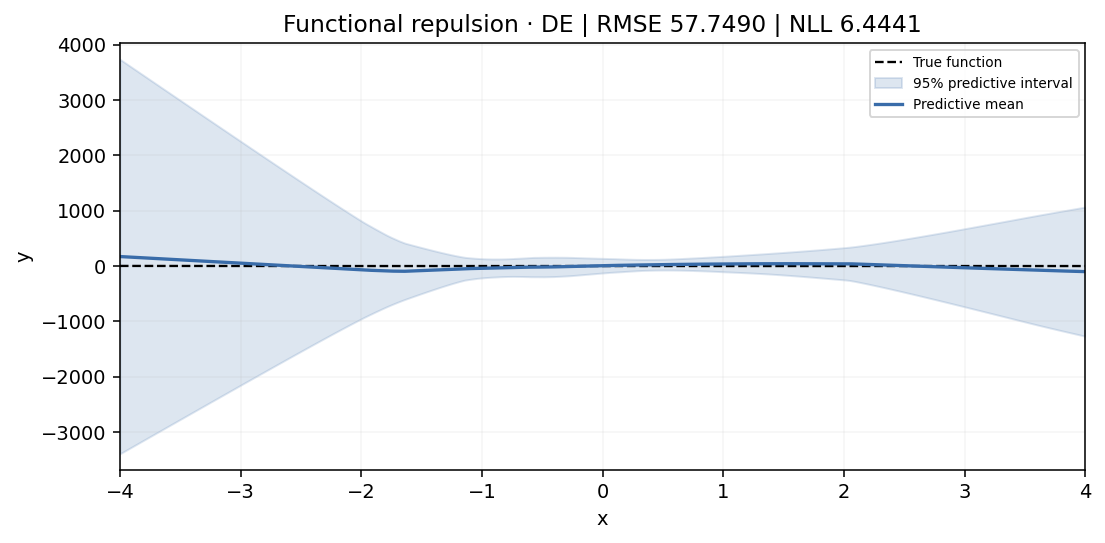 Functional repulsion · DE | RMSE 57.7490 | NLL 6.4441
True function
95% predictive interval
Predictive mean
4000
3000
2000
1000
0
−1000
−2000
−3000
y
−4 −3 −2 −1 0 1 2 3 4
x